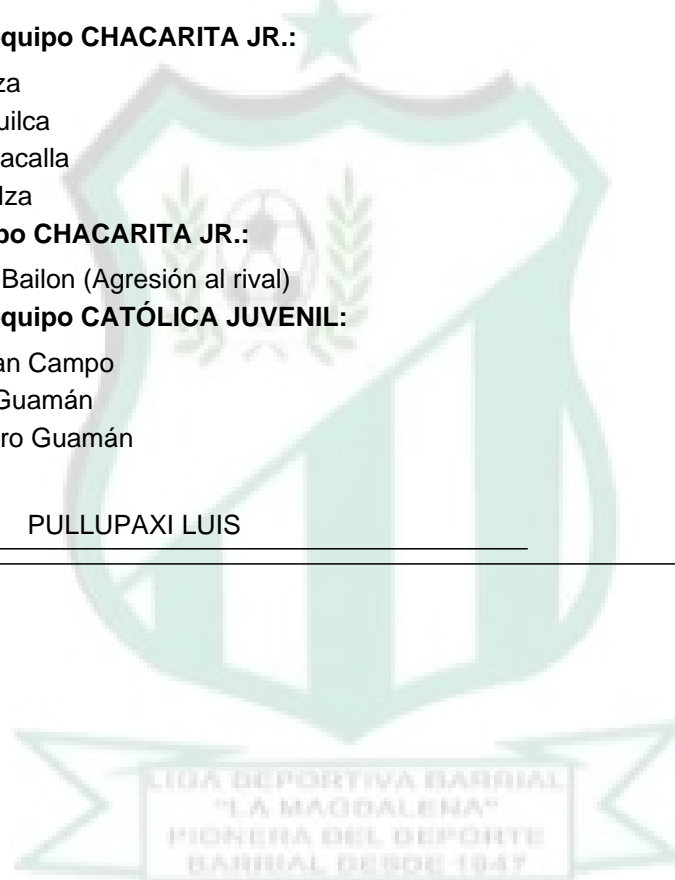 quipo CHACARITA JR.:
za
uilca
acalla
lza
po CHACARITA JR.:
Bailon (Agresión al rival)
quipo CATÓLICA JUVENIL:
an Campo
Guamán
ro Guamán
PULLUPAXI LUIS
LIGA DEPORTIVA BARRIAL
"LA MAGDALENA"
PIONERA DEL DEPORTE
BARRIAL DESDE 1947